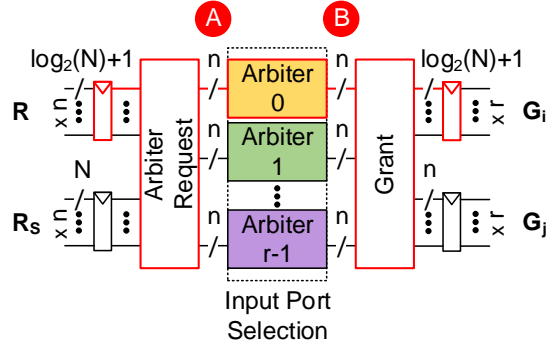 A
B
log₂(N)+1
n
n
log₂(N)+1
Arbiter
0
R
x n
x r
Gᵢ
Arbiter
Request
n
Arbiter
1
n
Grant
N
n
Rₛ
x n
n
Arbiter
r-1
n
x r
Gⱼ
Input Port
Selection